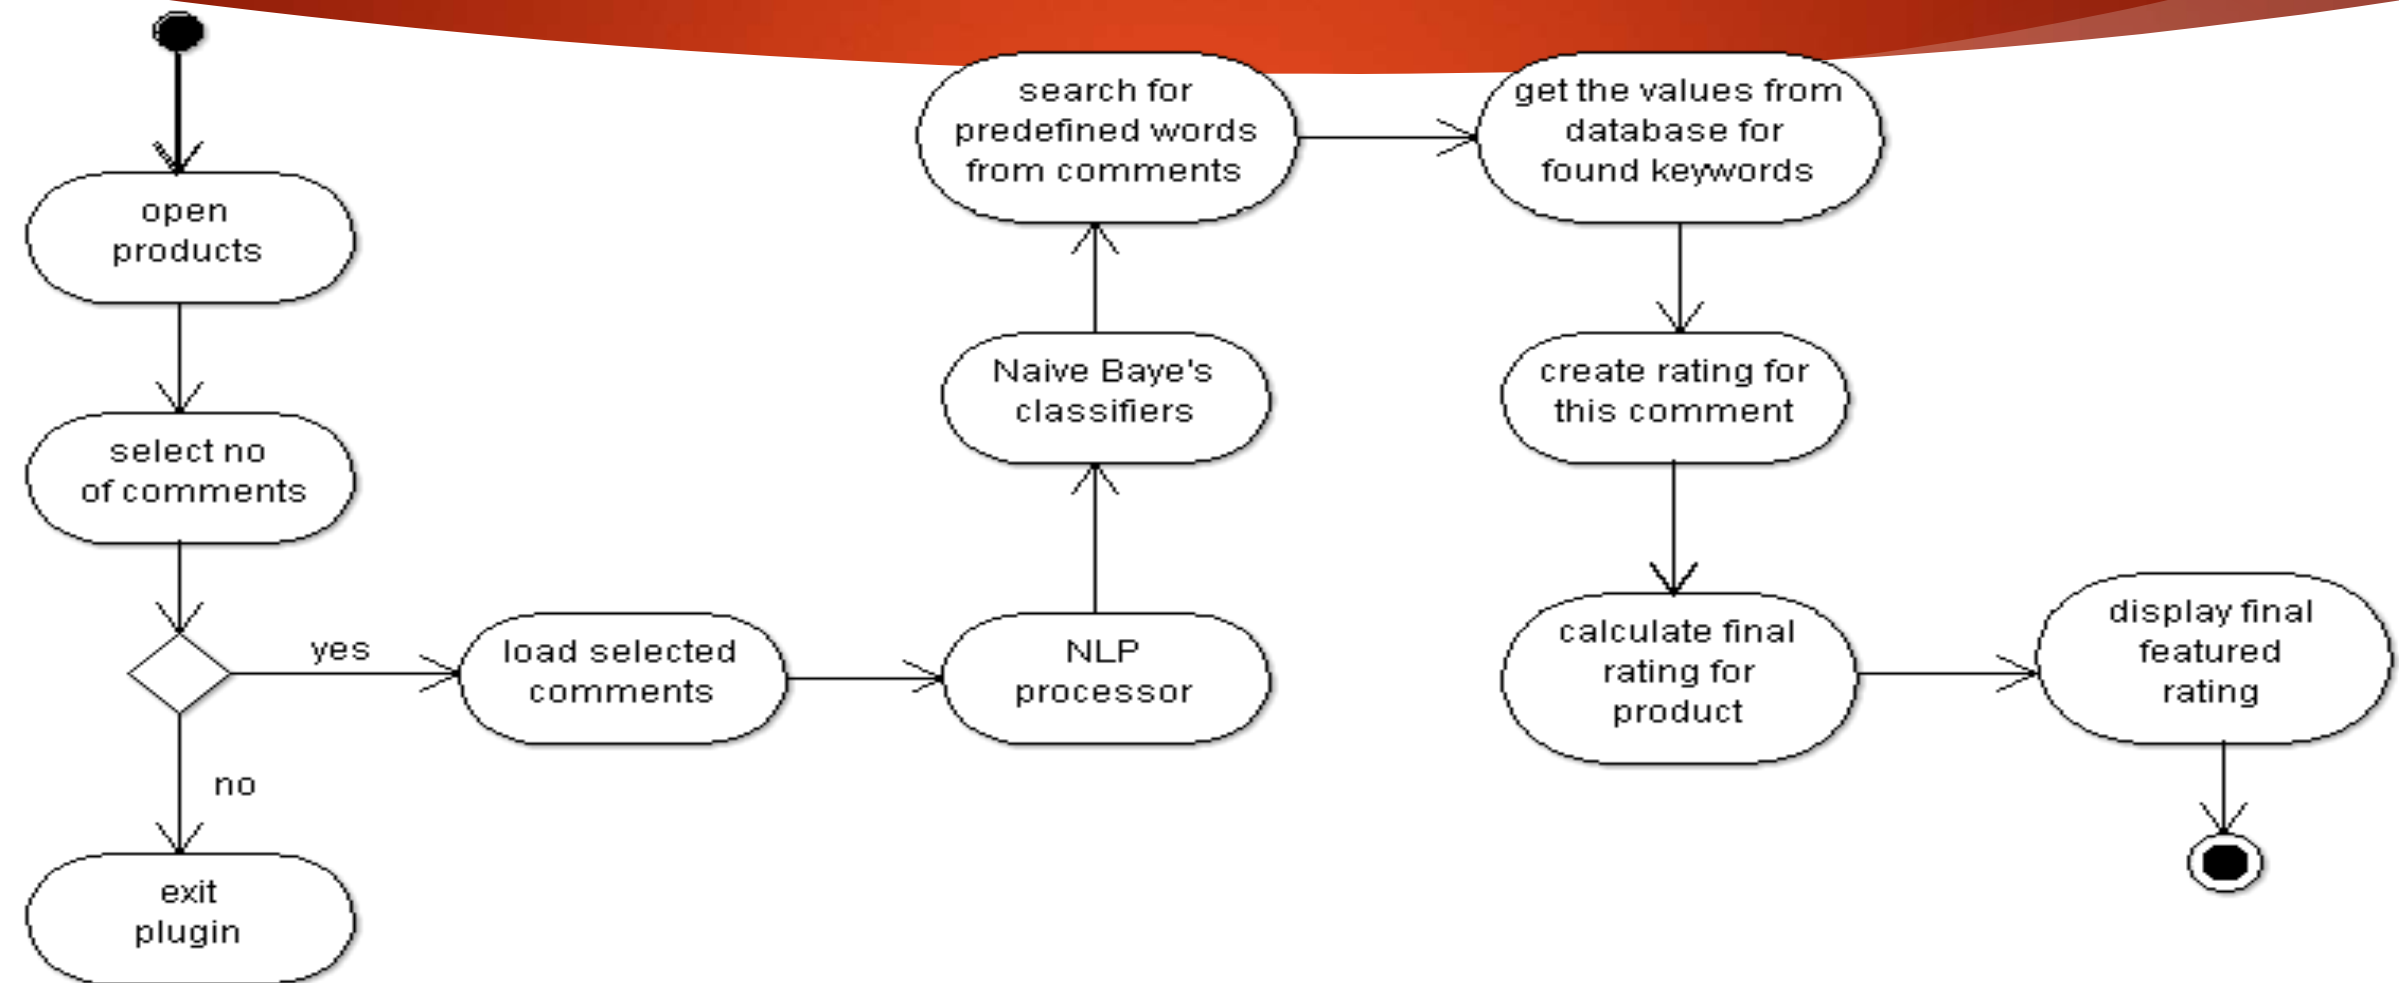 open
products
select no
of comments
yes
no
exit
plugin
load selected
comments
NLP
processor
Naive Baye's
classifiers
search for
predefined words
from comments
get the values from
database for
found keywords
create rating for
this comment
calculate final
rating for
product
display final
featured
rating